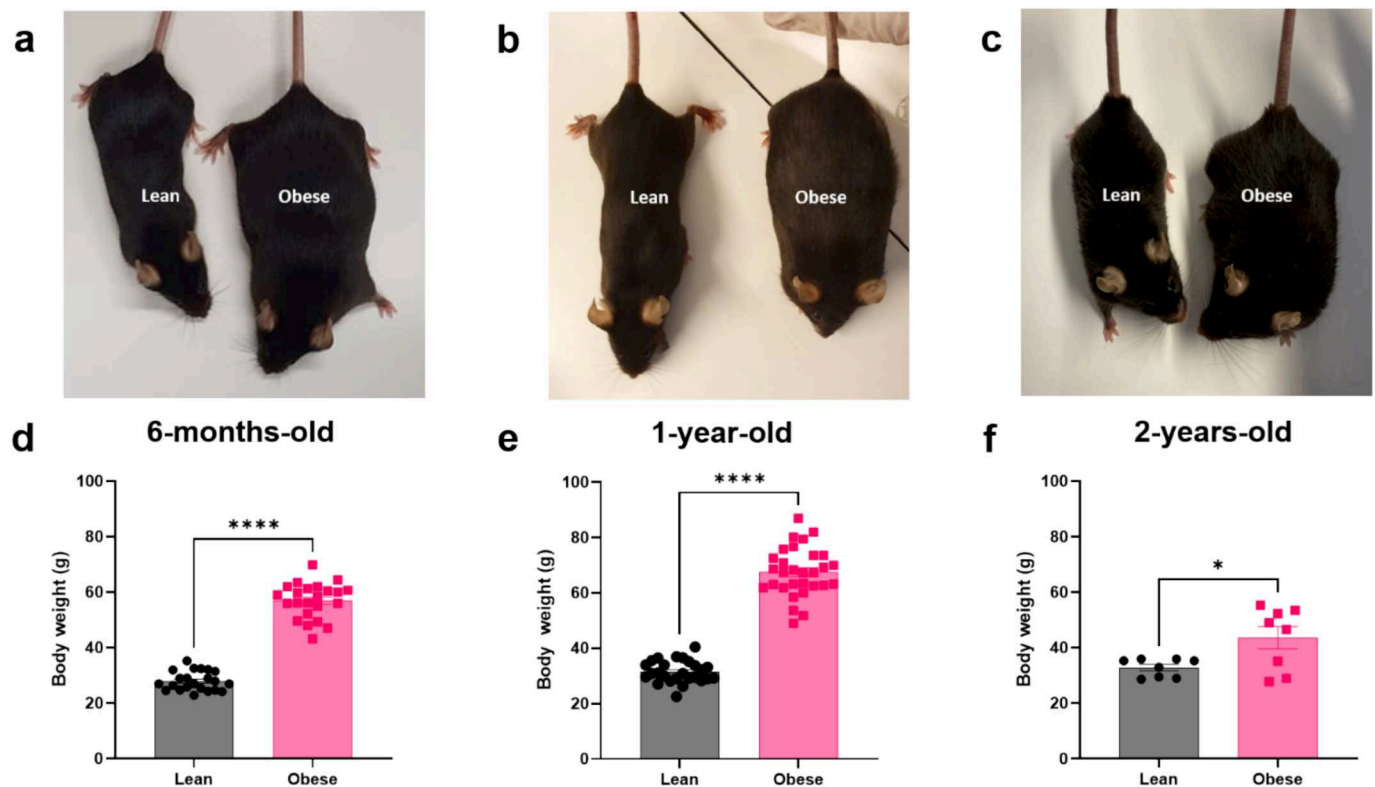 a
b
c
Lean
Obese
Lean
Obese
Lean
Obese
d
6-months-old
e
1-year-old
f
2-years-old
Body weight (g)
100
80
60
40
20
0
****
Lean
Obese
Body weight (g)
100
80
60
40
20
0
****
Lean
Obese
Body weight (g)
100
80
60
40
20
0
*
Lean
Obese